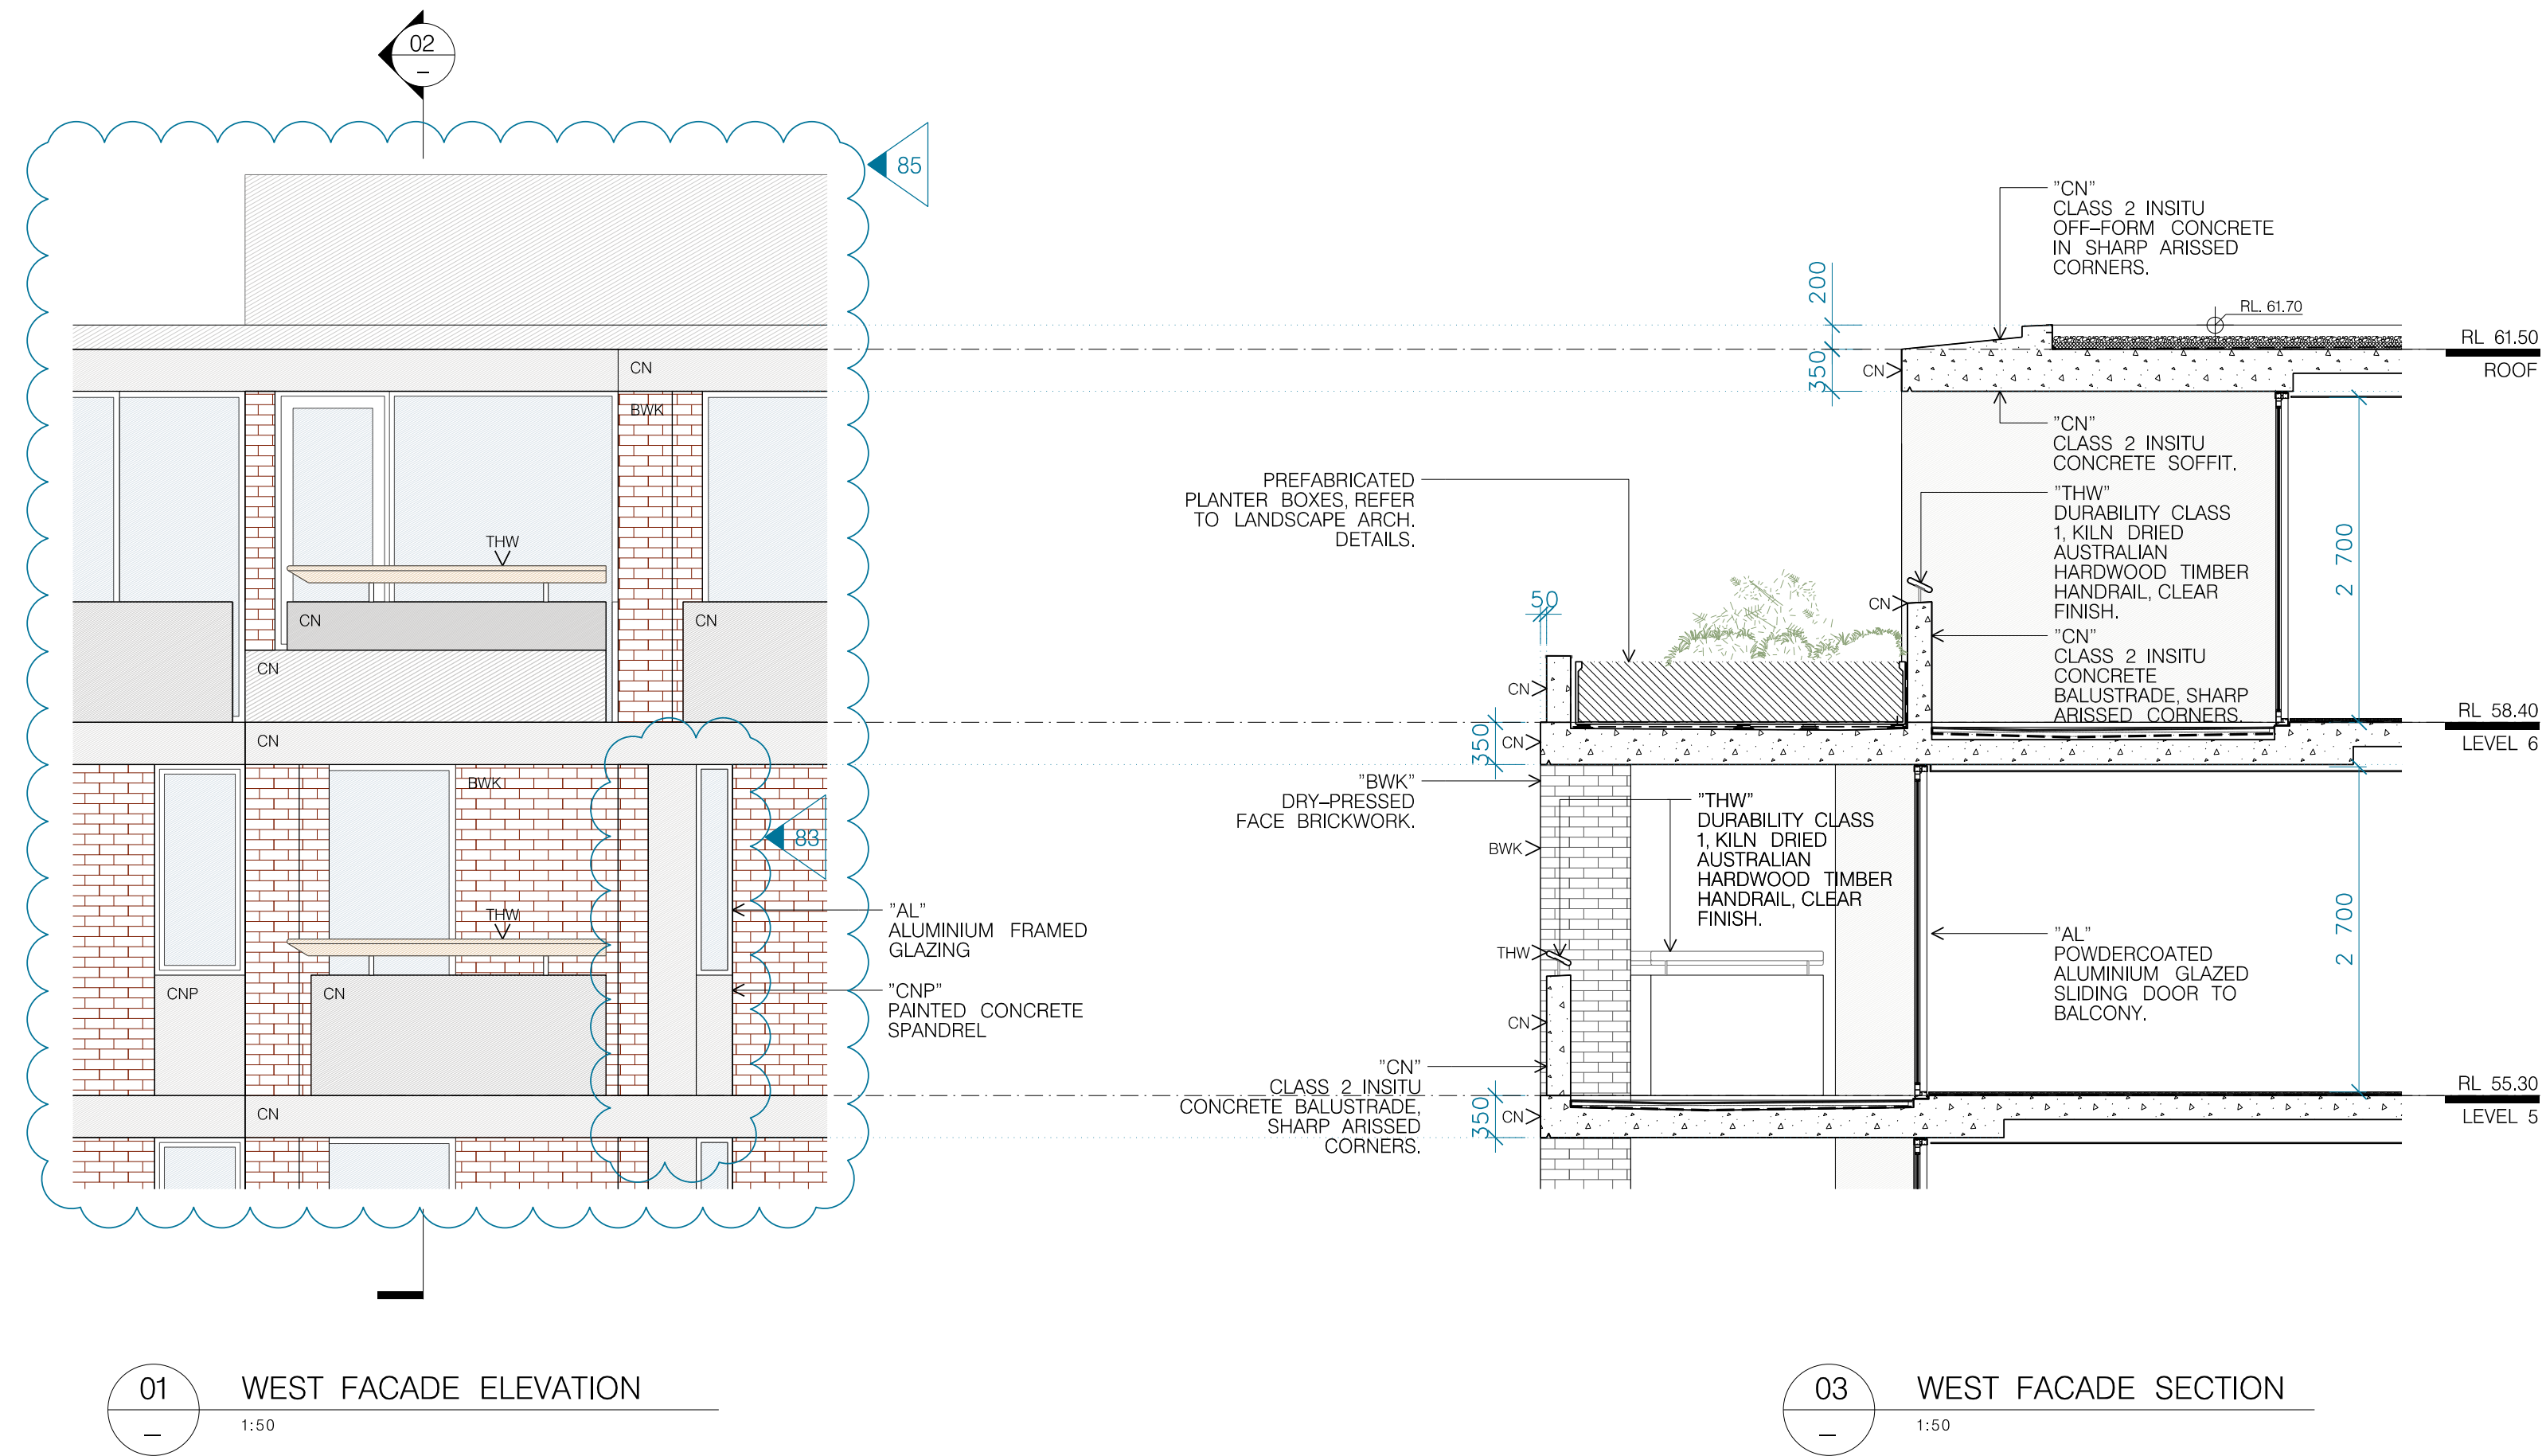 02
–
85
"CN"
CLASS 2 INSITU
OFF–FORM CONCRETE
IN SHARP ARISSED
CORNERS.
200
RL. 61.70
RL 61.50
ROOF
350
CN
CN
BWK
"CN"
CLASS 2 INSITU
CONCRETE SOFFIT.
PREFABRICATED
PLANTER BOXES, REFER
TO LANDSCAPE ARCH.
DETAILS.
"THW"
DURABILITY CLASS
1, KILN DRIED
AUSTRALIAN
HARDWOOD TIMBER
HANDRAIL, CLEAR
FINISH.
2 700
THW
50
CN
CN
CN
CN
CN
"CN"
CLASS 2 INSITU
CONCRETE
BALUSTRADE, SHARP
ARISSED CORNERS.
RL 58.40
LEVEL 6
CN
350
CN
BWK
83
"BWK"
DRY–PRESSED
FACE BRICKWORK.
BWK
"THW"
DURABILITY CLASS
1, KILN DRIED
AUSTRALIAN
HARDWOOD TIMBER
HANDRAIL, CLEAR
FINISH.
2 700
THW
"AL"
ALUMINIUM FRAMED
GLAZING
THW
"AL"
POWDERCOATED
ALUMINIUM GLAZED
SLIDING DOOR TO
BALCONY.
CNP
CN
"CNP"
PAINTED CONCRETE
SPANDREL
CN
"CN"
CLASS 2 INSITU
CONCRETE BALUSTRADE,
SHARP ARISSED
CORNERS.
RL 55.30
LEVEL 5
CN
350
CN
01
–
WEST FACADE ELEVATION
1:50
03
–
WEST FACADE SECTION
1:50